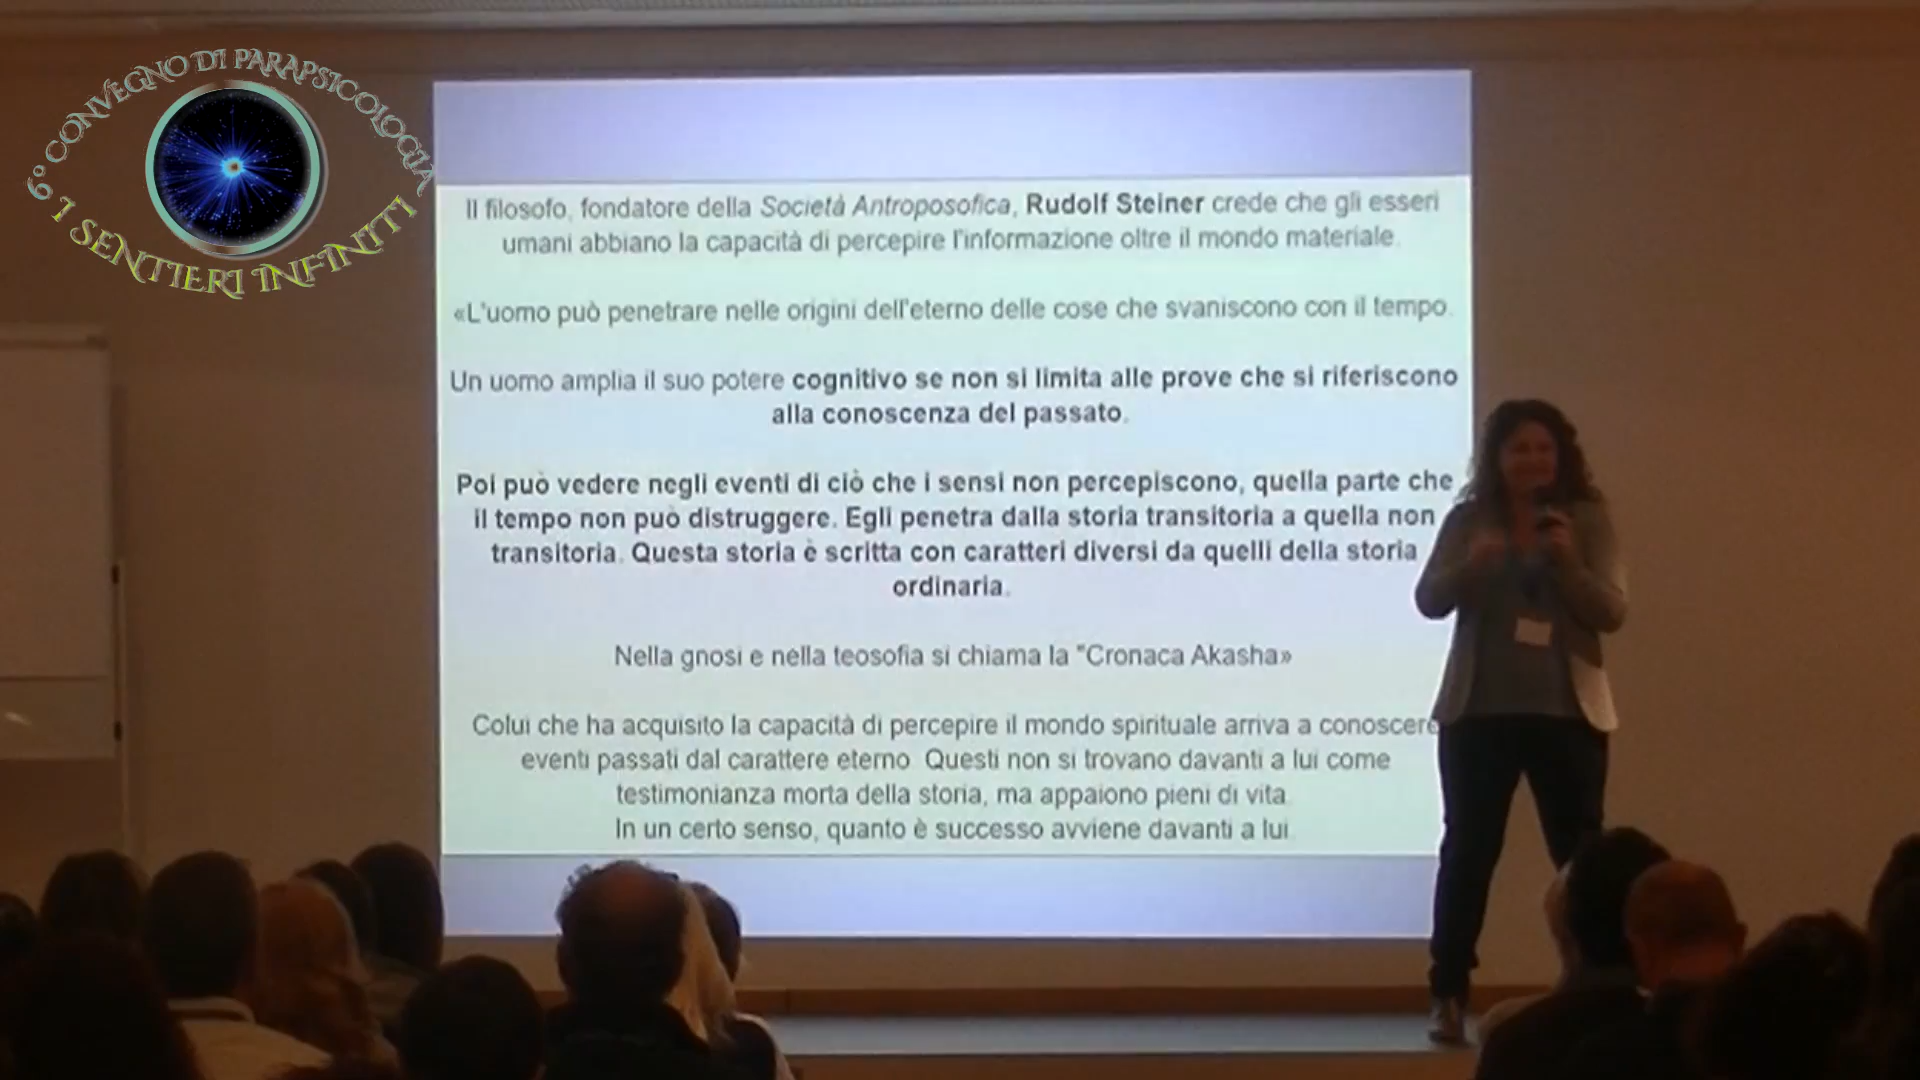 6° CONVEGNO DI PARAPSICOLOGIA
I SENTIERI INFINITI
Il filosofo, fondatore della Società Antroposofica, Rudolf Steiner crede che gli esseri
umani abbiano la capacità di percepire l'informazione oltre il mondo materiale.
«L'uomo può penetrare nelle origini dell'eterno delle cose che svaniscono con il tempo.
Un uomo amplia il suo potere cognitivo se non si limita alle prove che si riferiscono
alla conoscenza del passato.
Poi può vedere negli eventi di ciò che i sensi non percepiscono, quella parte che
il tempo non può distruggere. Egli penetra dalla storia transitoria a quella non
transitoria. Questa storia è scritta con caratteri diversi da quelli della storia
ordinaria.
Nella gnosi e nella teosofia si chiama la "Cronaca Akasha»
Colui che ha acquisito la capacità di percepire il mondo spirituale arriva a conoscere
eventi passati dal carattere eterno. Questi non si trovano davanti a lui come
testimonianza morta della storia, ma appaiono pieni di vita.
In un certo senso, quanto è successo avviene davanti a lui.